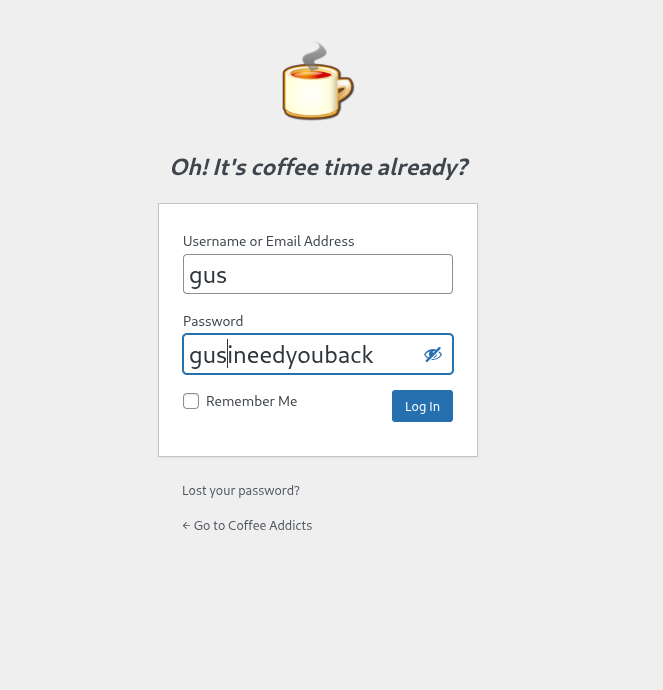 Oh! It's coffee time already?
Username or Email Address
gus
Password
gusineedyouback
Remember Me
Log In
Lost your password?
← Go to Coffee Addicts